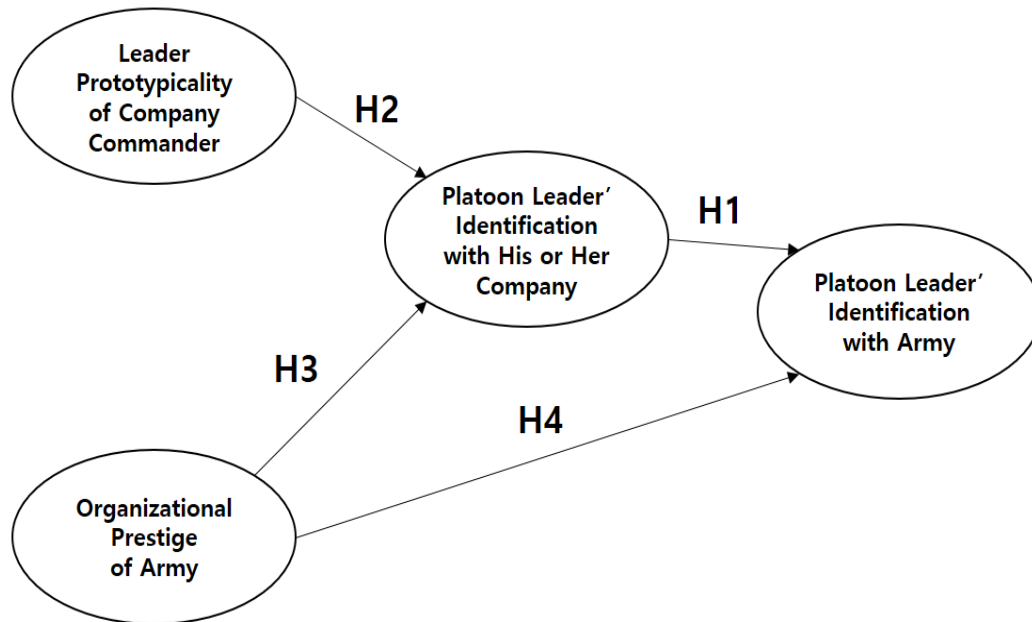 Leader
Prototypicality
of Company
Commander
H2
Platoon Leader’
Identification
with His or Her
Company
H1
Platoon Leader’
Identification
with Army
H3
H4
Organizational
Prestige
of Army